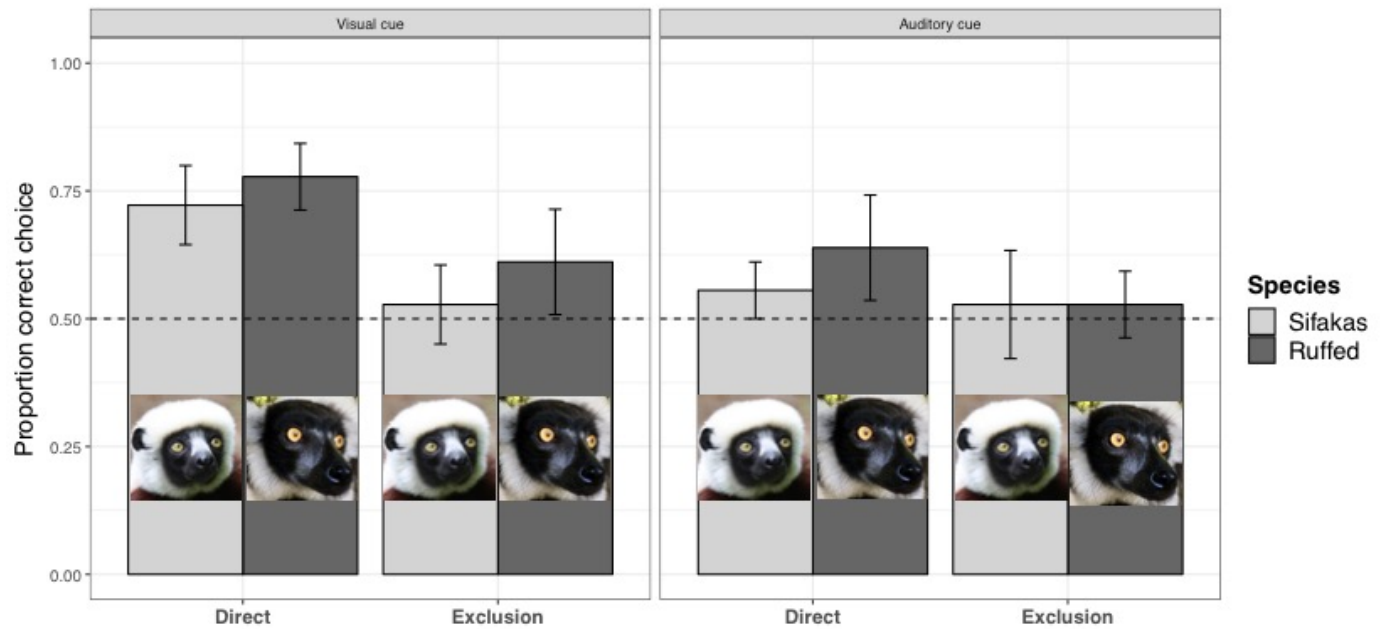 Visual cue
Auditory cue
Proportion correct choice
1.00
0.75
0.50
0.25
0.00
Direct
Exclusion
Direct
Exclusion
Species
Sifakas
Ruffed